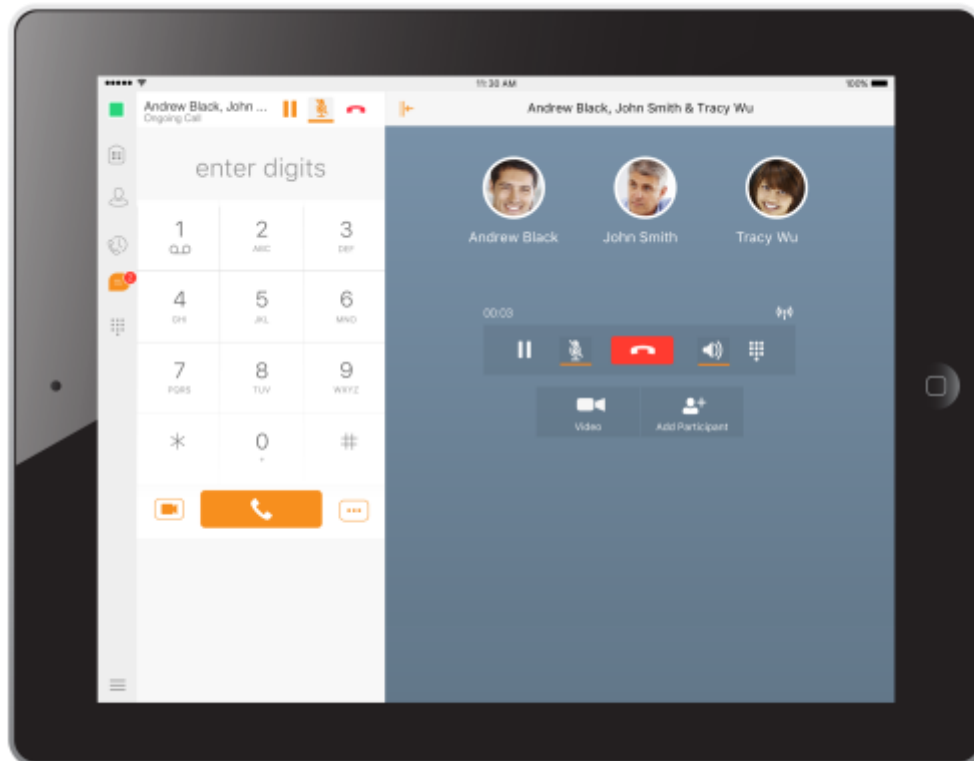 11:30 AM
100%
Andrew Black, John ...
Ongoing Call
Andrew Black, John Smith & Tracy Wu
enter digits
1
2
ABC
3
DEF
4
GHI
5
JKL
6
MNO
7
PQRS
8
TUV
9
WXYZ
*
0
+
#
Andrew Black
John Smith
Tracy Wu
00:03
Video
Add Participant